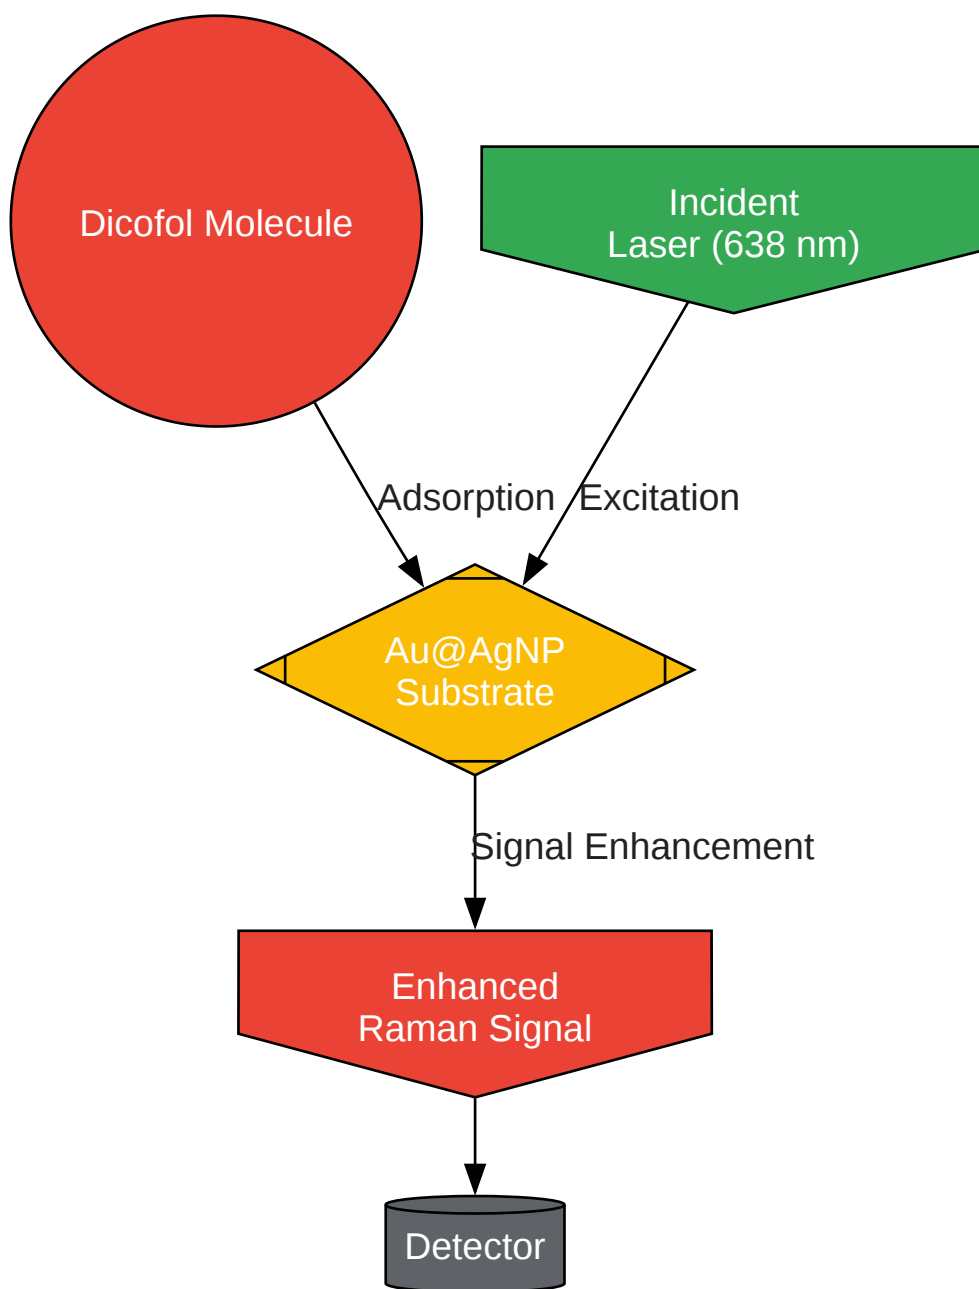 Dicofol Molecule
Incident
Laser (638 nm)
Adsorption
Excitation
Au@AgNP
Substrate
Signal Enhancement
Enhanced
Raman Signal
Detector